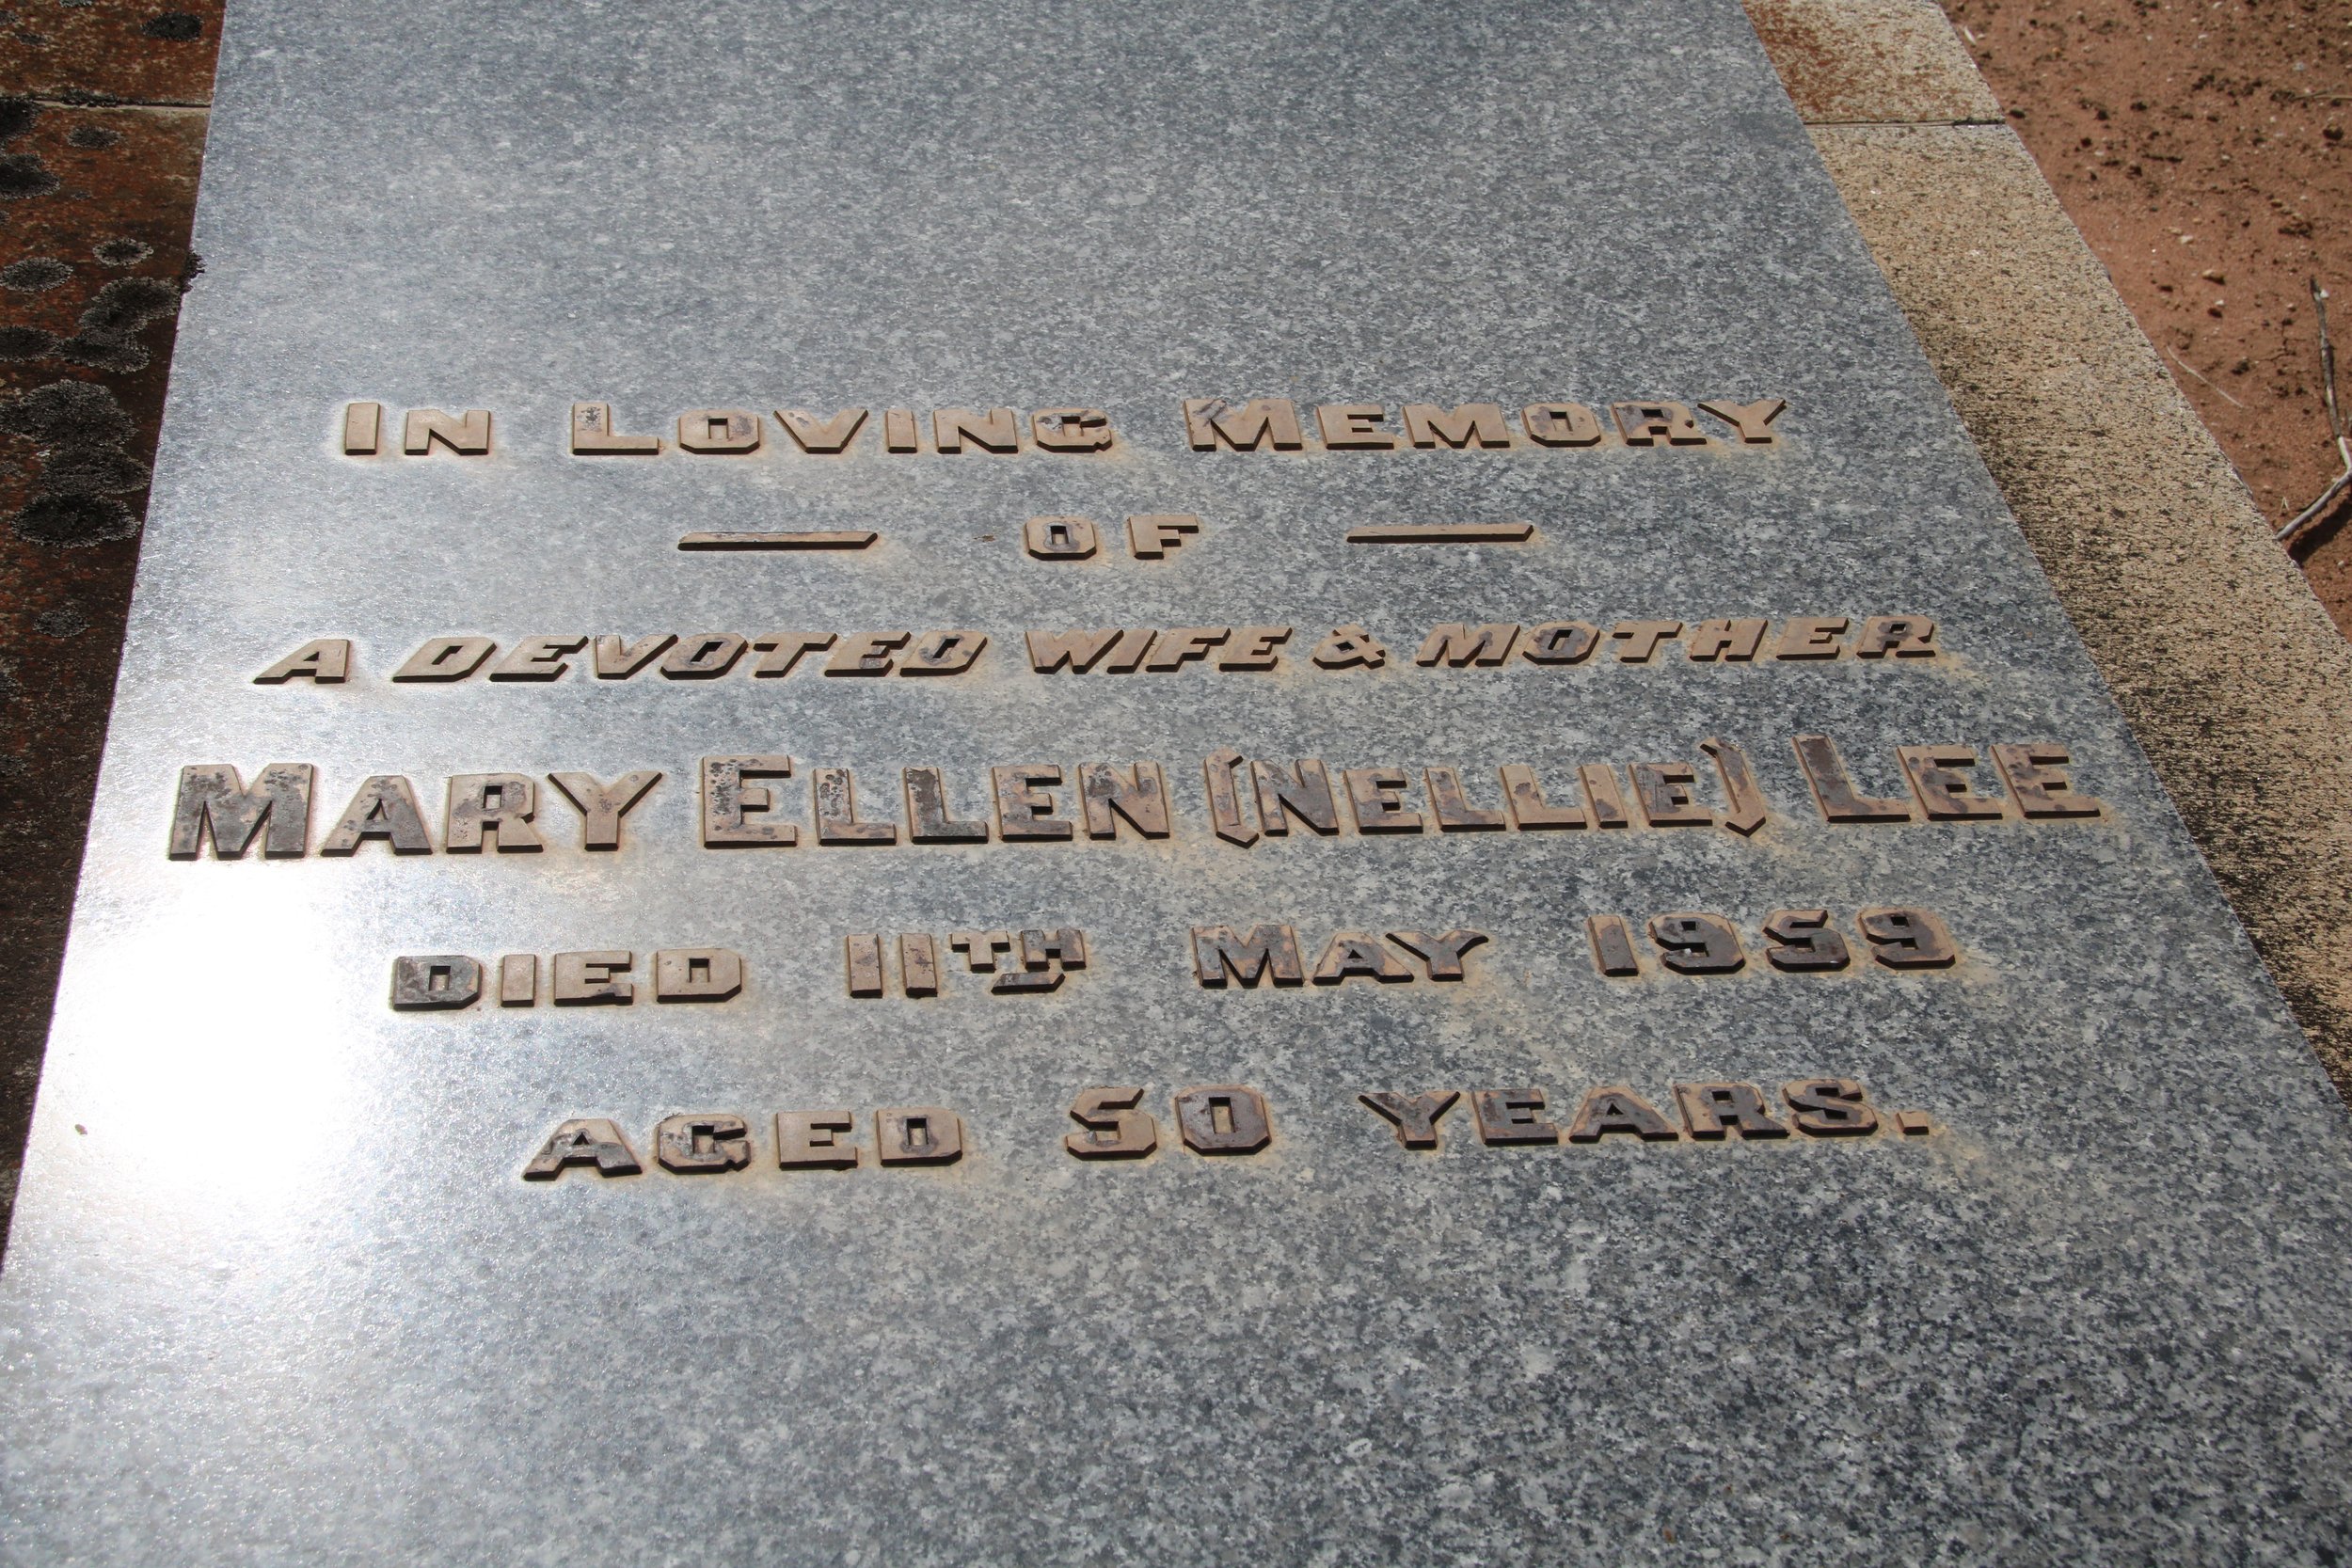 In Loving Memory
— OF —
A DEVOTED WIFE & MOTHER
Mary Ellen (Nellie) Lee
DIED 11TH MAY 1959
AGED 50 YEARS.